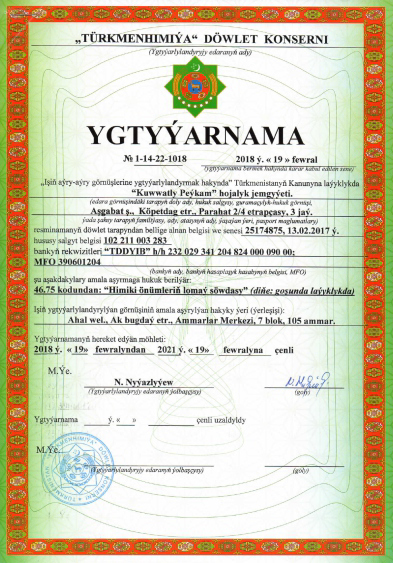 „TÜRKMENHIMIÝA“ DÖWLET KONSERNI
(Ygtyýarlylandyryjy edaranyň ady)
YGTYÝARNAMA
№ 1-14-22-1018 2018 ý. « 19 » fewral
(ygtyýarnama bermek hakynda karar kabul edilen sene)
„Işiň aýry-aýry görnüşlerine ygtyýarlylandyrmak hakynda“ Türkmenistanyň Kanunyna laýyklykda
“Kuwwatly Peýkam” hojalyk jemgyýeti.
(edara görnüşindäki tarapyň doly ady, hukuk salgysy, guramaçylyk-hukuk görnüşi,
Aşgabat ş., Köpetdag etr., Parahat 2/4 etrapçasy, 3 jaý.
ýada şahsy tarapyň familiýasy, ady, atasynyň ady, ýaşaýan ýeri, pasport maglumatlary)
resminamanyň döwlet tarapyndan bellige alnan belgisi we senesi 25174875, 13.02.2017 ý.
hususy salgyt belgisi 102 211 003 283
bankyň rekwizitleri “TDDYIB” h/h 232 029 341 204 824 000 090 00;
MFO 390601204
(bankyň ady, bankyň hasaplaşyk hasabynyň belgisi, MFO)
şu aşakdakylary amala aşyrmaga hukuk berilýär:
46.75 kodundan: “Himiki önümleriň lomaý söwdasy” (diňe: goşunda laýyklykda)
Işiň ygtyýarlylandyrylýan görnüşiniň amala aşyrylýan hakyky ýeri (ýerleşişi):
Ahal wel., Ak bugdaý etr., Ammarlar Merkezi, 7 blok, 105 ammar.
Ygtyýarnamanyň hereket edýän möhleti:
2018 ý. « 19» fewralyndan 2021 ý. « 19» fewralyna çenli
M.Ýe.
N. Nyýazlyýew
(Ygtyýarlylandyryjy edaranyň ýolbaşçysy) (goly)
Ygtyýarnama ý. « » çenli uzaldyldy
M.Ýe.
(Ygtyýarlylandyryjy edaranyň ýolbaşçysy) (goly)